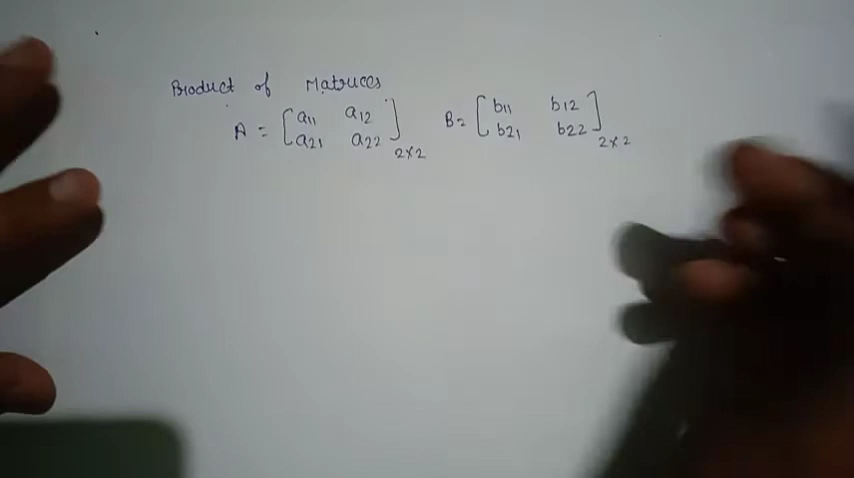 Product of Matrices
A = [a11 a12 B = [b11 b12
a21 a22]2×2 b21 b22]2×2